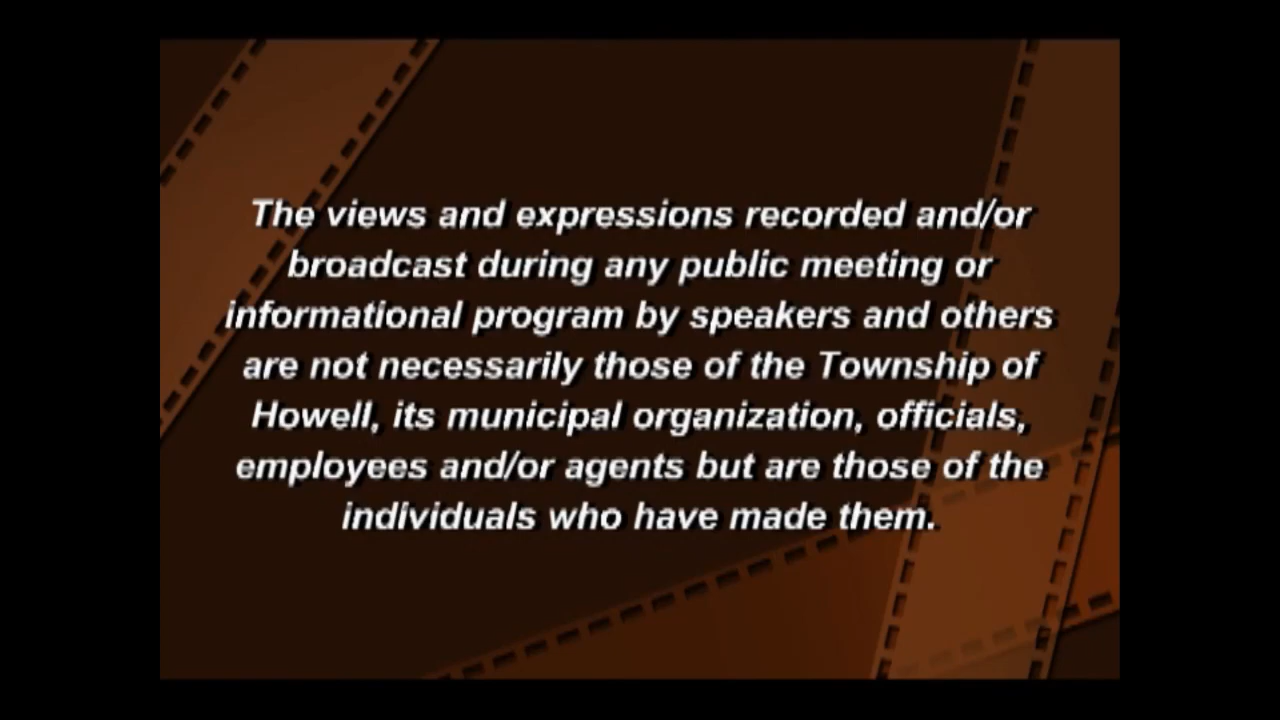 The views and expressions recorded and/or
broadcast during any public meeting or
informational program by speakers and others
are not necessarily those of the Township of
Howell, its municipal organization, officials,
employees and/or agents but are those of the
individuals who have made them.